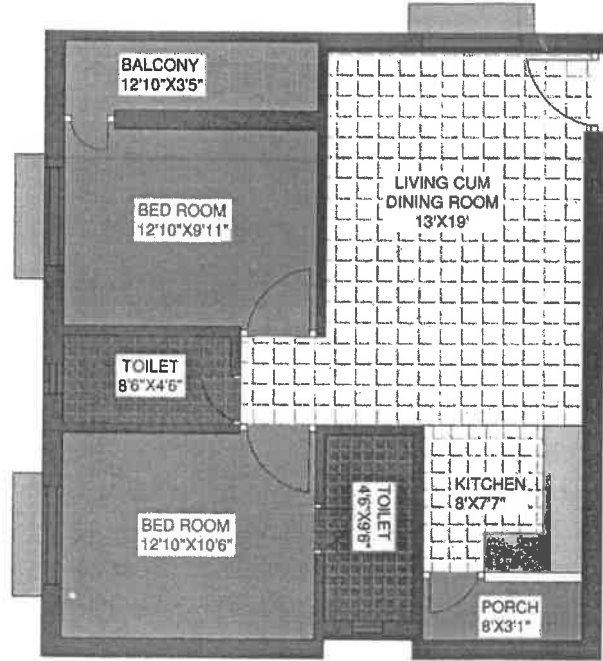 BALCONY
12'10"X3'5"
LIVING CUM
DINING ROOM
13'X19'
BED ROOM
12'10"X9'11"
TOILET
8'6"X4'6"
TOILET
4'6"X9'6"
KITCHEN
8'X7'7"
BED ROOM
12'10"X10'6"
PORCH
8'X3'1"